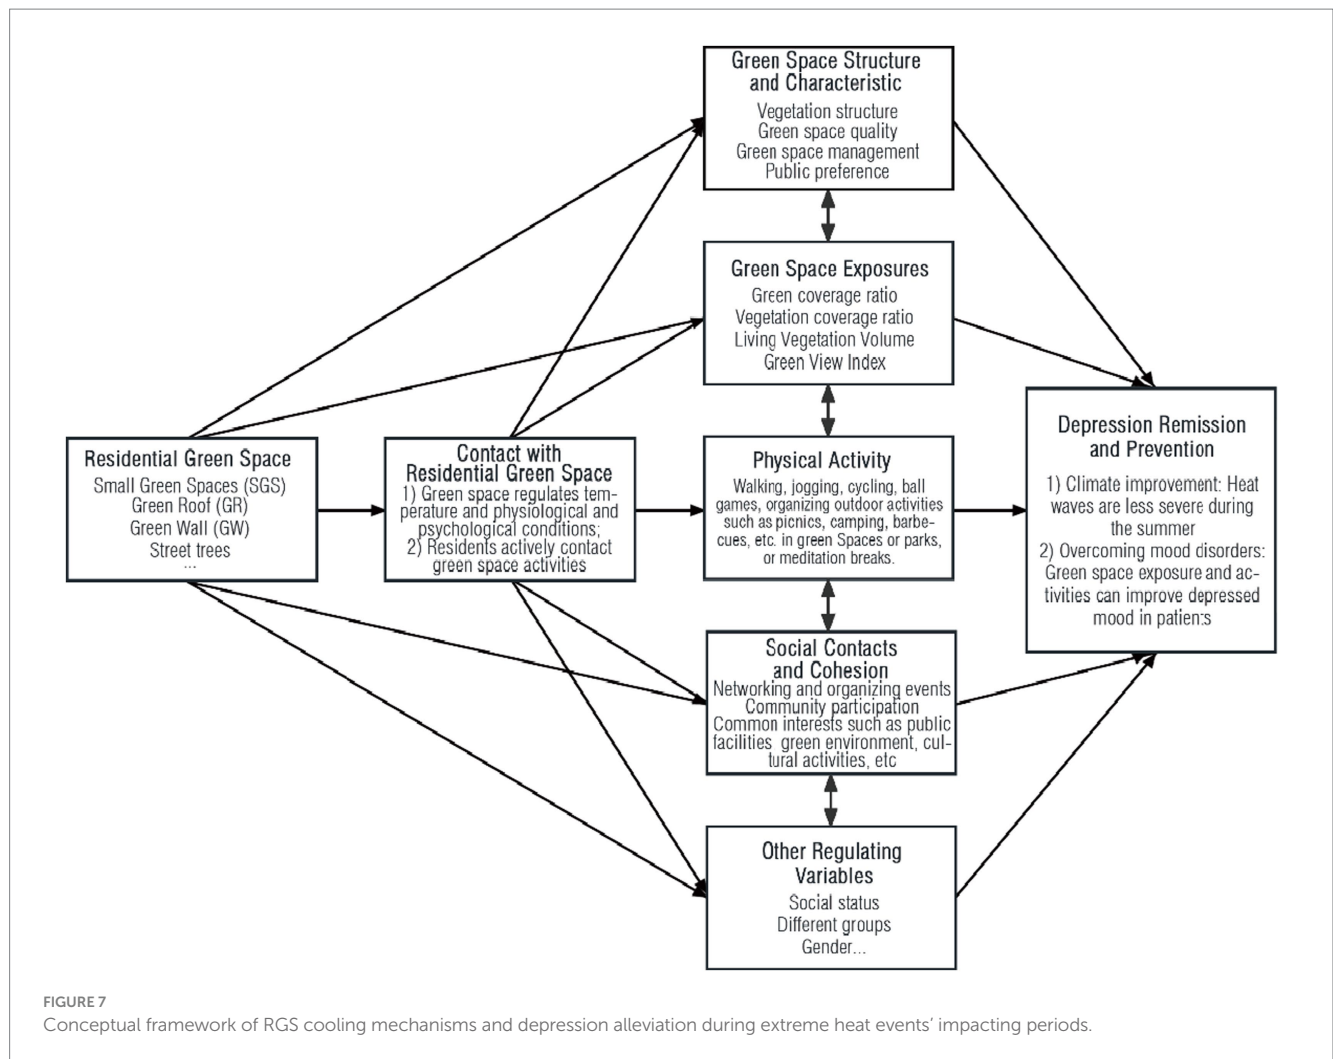 Green Space Structure
and Characteristic
Vegetation structure
Green space quality
Green space management
Public preference
Green Space Exposures
Green coverage ratio
Vegetation coverage ratio
Living Vegetation Volume
Green View Index
Residential Green Space
Small Green Spaces (SGS)
Green Roof (GR)
Green Wall (GW)
Street trees
...
Contact with
Residential Green Space
1) Green space regulates tem-
perature and physiological and
psychological conditions;
2) Residents actively contact
green space activities
Physical Activity
Walking, jogging, cycling, ball
games, organizing outdoor activities
such as picnics, camping, barbe-
cues, etc. in green Spaces or parks,
or meditation breaks.
Depression Remission
and Prevention
1) Climate improvement: Heat
waves are less severe during
the summer
2) Overcoming mood disorders:
Green space exposure and ac-
tivities can improve depressed
mood in patients
Social Contacts
and Cohesion
Networking and organizing events
Community participation
Common interests such as public
facilities green environment, cul-
tural activities, etc
Other Regulating
Variables
Social status
Different groups
Gender...
FIGURE 7
Conceptual framework of RGS cooling mechanisms and depression alleviation during extreme heat events' impacting periods.